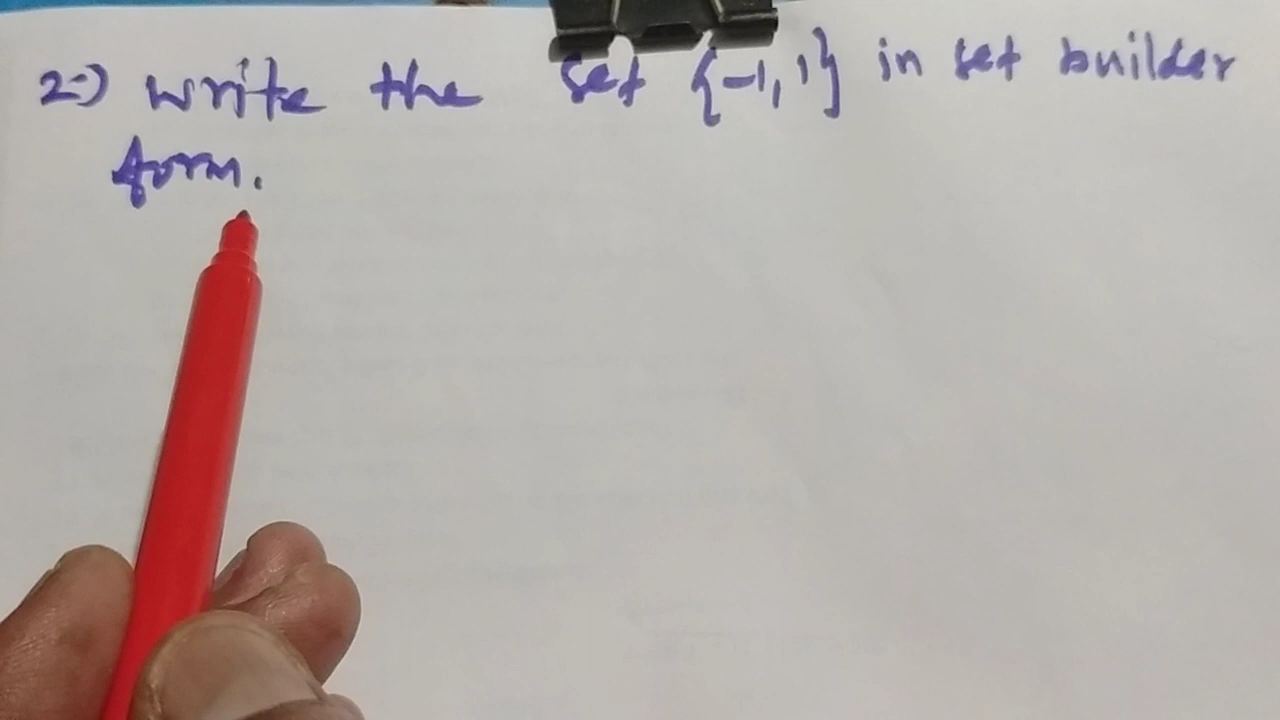 2) write the set {-1, 1} in set builder
form.